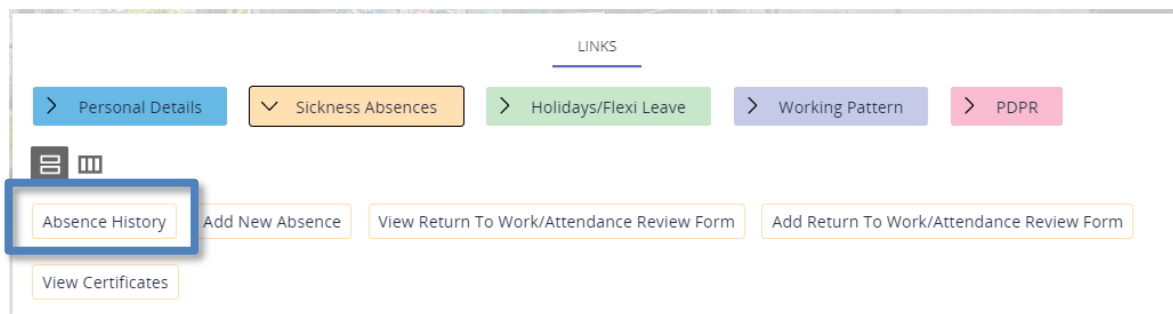 LINKS
Personal Details Sickness Absences Holidays/Flexi Leave Working Pattern PDPR
Absence History Add New Absence View Return To Work/Attendance Review Form Add Return To Work/Attendance Review Form
View Certificates